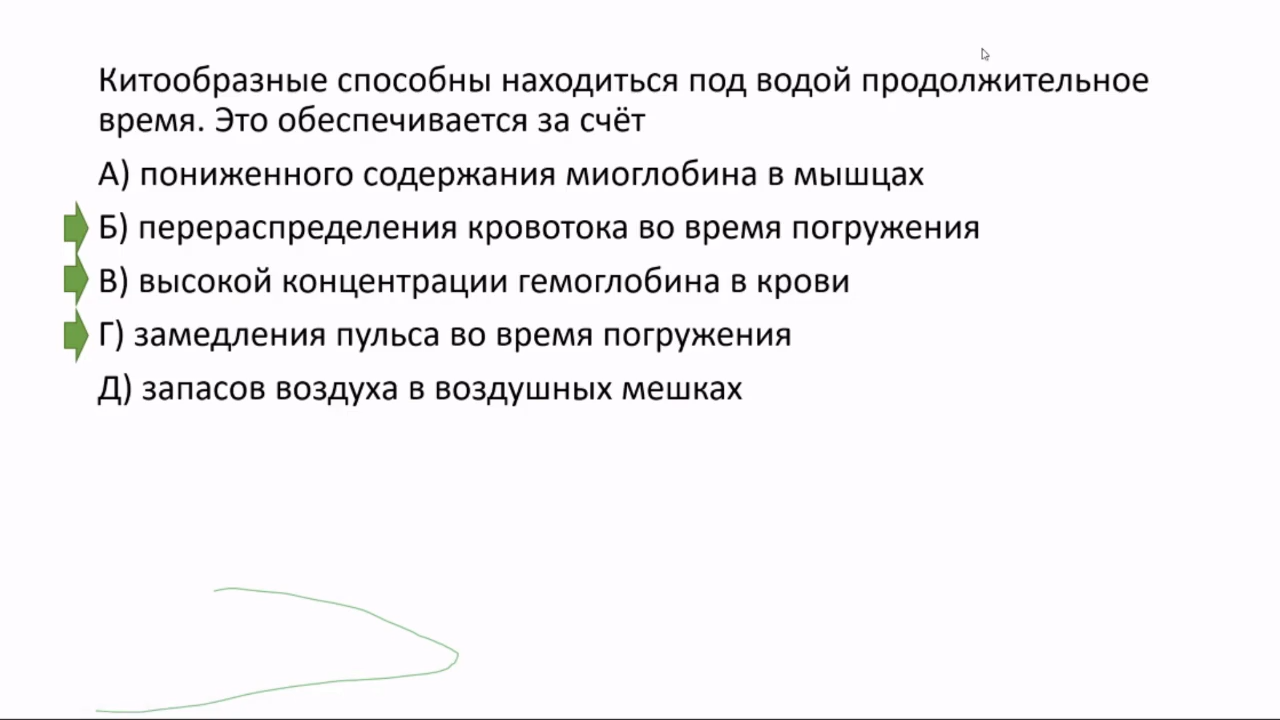 Китообразные способны находиться под водой продолжительное
время. Это обеспечивается за счёт
А) пониженного содержания миоглобина в мышцах
Б) перераспределения кровотока во время погружения
В) высокой концентрации гемоглобина в крови
Г) замедления пульса во время погружения
Д) запасов воздуха в воздушных мешках